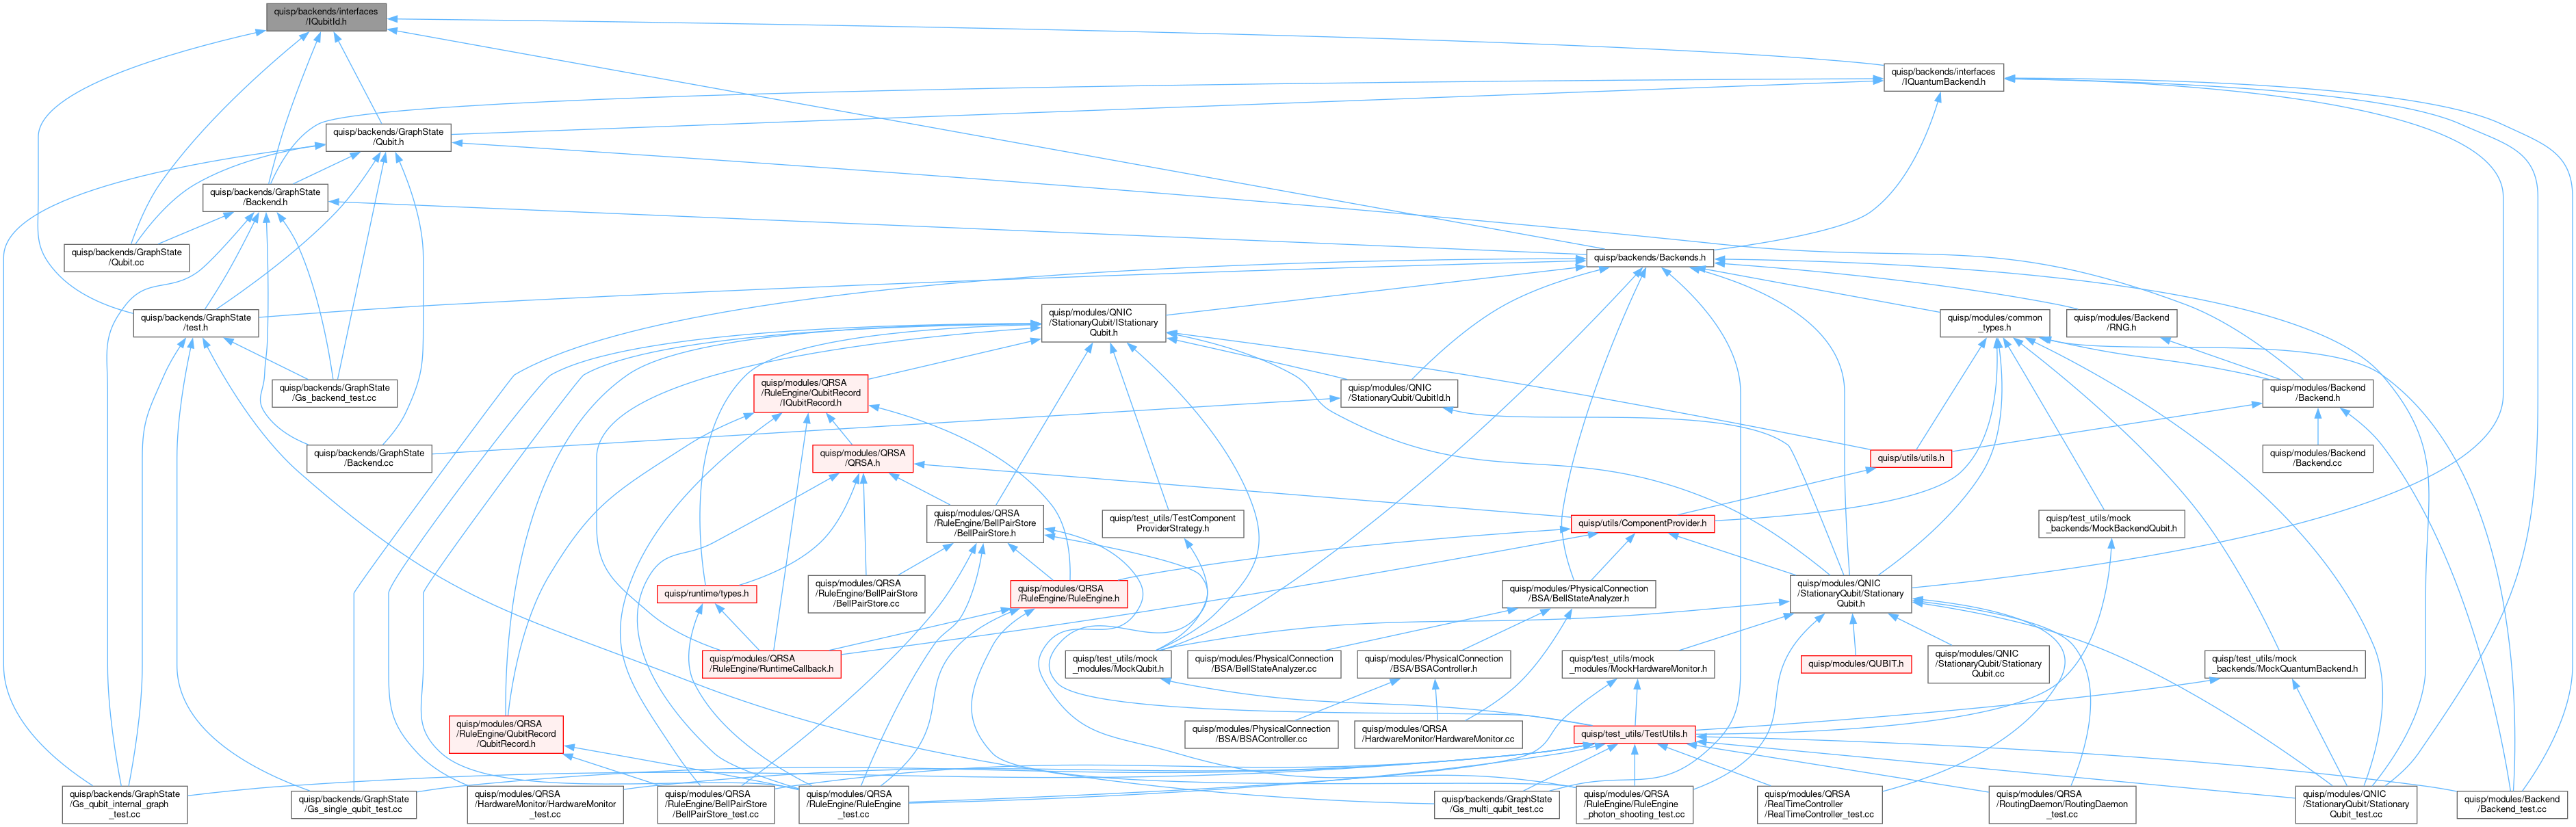 quisp/backends/interfaces
/IQubitId.h
quisp/backends/interfaces
/IQuantumBackend.h
quisp/backends/GraphState
/Qubit.h
quisp/backends/GraphState
/Backend.h
quisp/backends/GraphState
/Qubit.cc
quisp/backends/Backends.h
quisp/backends/GraphState
/test.h
quisp/modules/QNIC
/StationaryQubit/IStationary
Qubit.h
quisp/modules/common
_types.h
quisp/modules/Backend
/RNG.h
quisp/backends/GraphState
/Gs_backend_test.cc
quisp/modules/QRSA
/RuleEngine/QubitRecord
/IQubitRecord.h
quisp/modules/QNIC
/StationaryQubit/QubitId.h
quisp/modules/Backend
/Backend.h
quisp/backends/GraphState
/Backend.cc
quisp/modules/QRSA
/QRSA.h
quisp/utils/utils.h
quisp/modules/Backend
/Backend.cc
quisp/modules/QRSA
/RuleEngine/BellPairStore
/BellPairStore.h
quisp/test_utils/TestComponent
ProviderStrategy.h
quisp/utils/ComponentProvider.h
quisp/test_utils/mock
_backends/MockBackendQubit.h
quisp/runtime/types.h
quisp/modules/QRSA
/RuleEngine/BellPairStore
/BellPairStore.cc
quisp/modules/QRSA
/RuleEngine/RuleEngine.h
quisp/modules/PhysicalConnection
/BSA/BellStateAnalyzer.h
quisp/modules/QNIC
/StationaryQubit/Stationary
Qubit.h
quisp/modules/QRSA
/RuleEngine/RuntimeCallback.h
quisp/test_utils/mock
_modules/MockQubit.h
quisp/modules/PhysicalConnection
/BSA/BellStateAnalyzer.cc
quisp/modules/PhysicalConnection
/BSA/BSAController.h
quisp/test_utils/mock
_modules/MockHardwareMonitor.h
quisp/modules/QUBIT.h
quisp/modules/QNIC
/StationaryQubit/Stationary
Qubit.cc
quisp/test_utils/mock
_backends/MockQuantumBackend.h
quisp/modules/QRSA
/RuleEngine/QubitRecord
/QubitRecord.h
quisp/modules/PhysicalConnection
/BSA/BSAController.cc
quisp/modules/QRSA
/HardwareMonitor/HardwareMonitor.cc
quisp/test_utils/TestUtils.h
quisp/backends/GraphState
/Gs_qubit_internal_graph
_test.cc
quisp/backends/GraphState
/Gs_single_qubit_test.cc
quisp/modules/QRSA
/HardwareMonitor/HardwareMonitor
_test.cc
quisp/modules/QRSA
/RuleEngine/BellPairStore
/BellPairStore_test.cc
quisp/modules/QRSA
/RuleEngine/RuleEngine
_test.cc
quisp/backends/GraphState
/Gs_multi_qubit_test.cc
quisp/modules/QRSA
/RuleEngine/RuleEngine
_photon_shooting_test.cc
quisp/modules/QRSA
/RealTimeController
/RealTimeController_test.cc
quisp/modules/QRSA
/RoutingDaemon/RoutingDaemon
_test.cc
quisp/modules/QNIC
/StationaryQubit/Stationary
Qubit_test.cc
quisp/modules/Backend
/Backend_test.cc